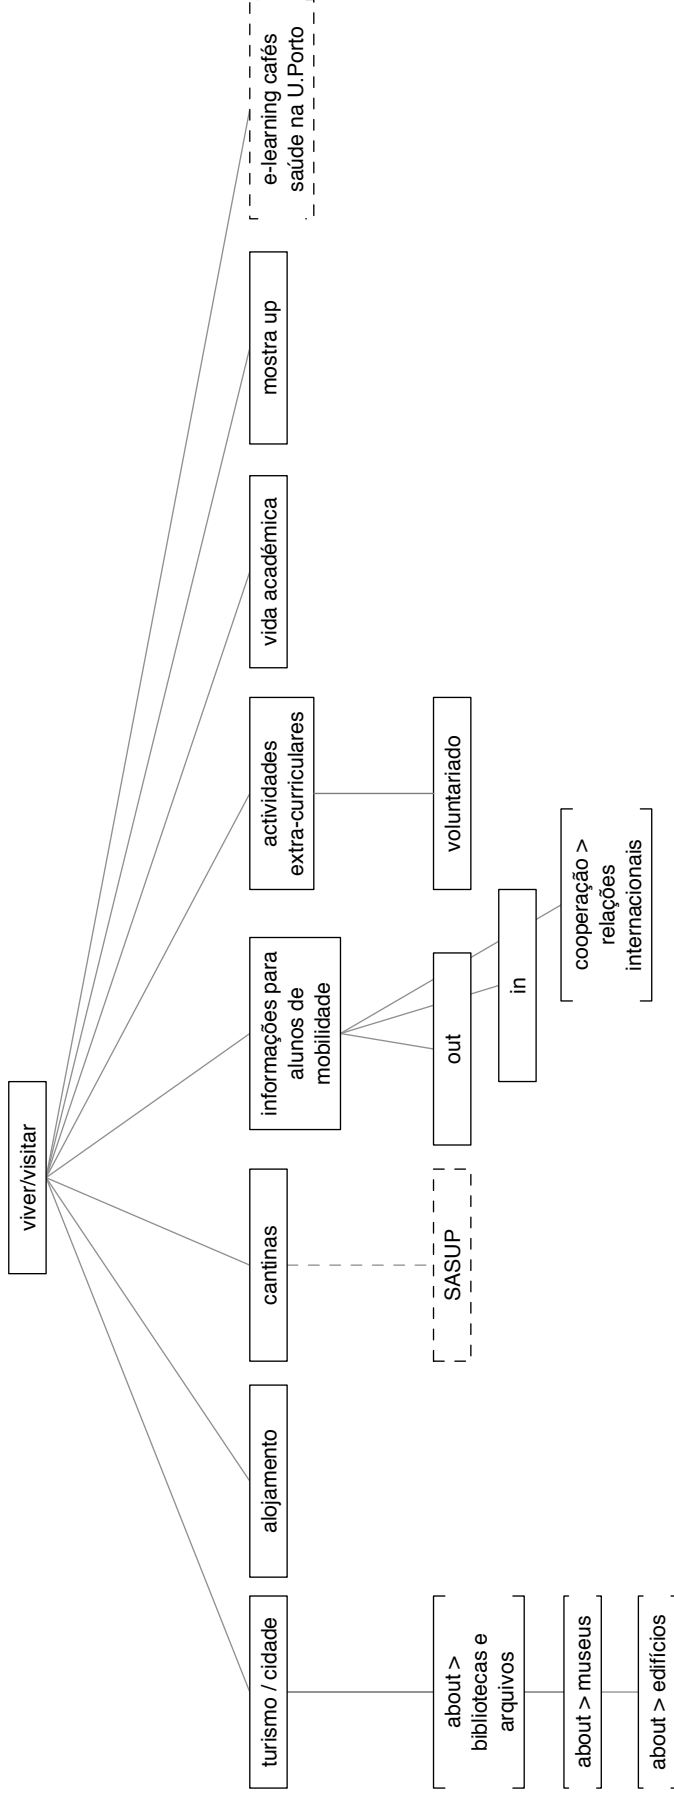 viver/visitar
turismo / cidade
alojamento
cantinas
informações para
alunos de
mobilidade
actividades
extra-curriculares
vida académica
mostra up
e-learning cafés
saúde na U.Porto
about >
bibliotecas e
arquivos
about > museus
about > edifícios
SASUP
out
in
cooperação >
relações
internacionais
voluntariado